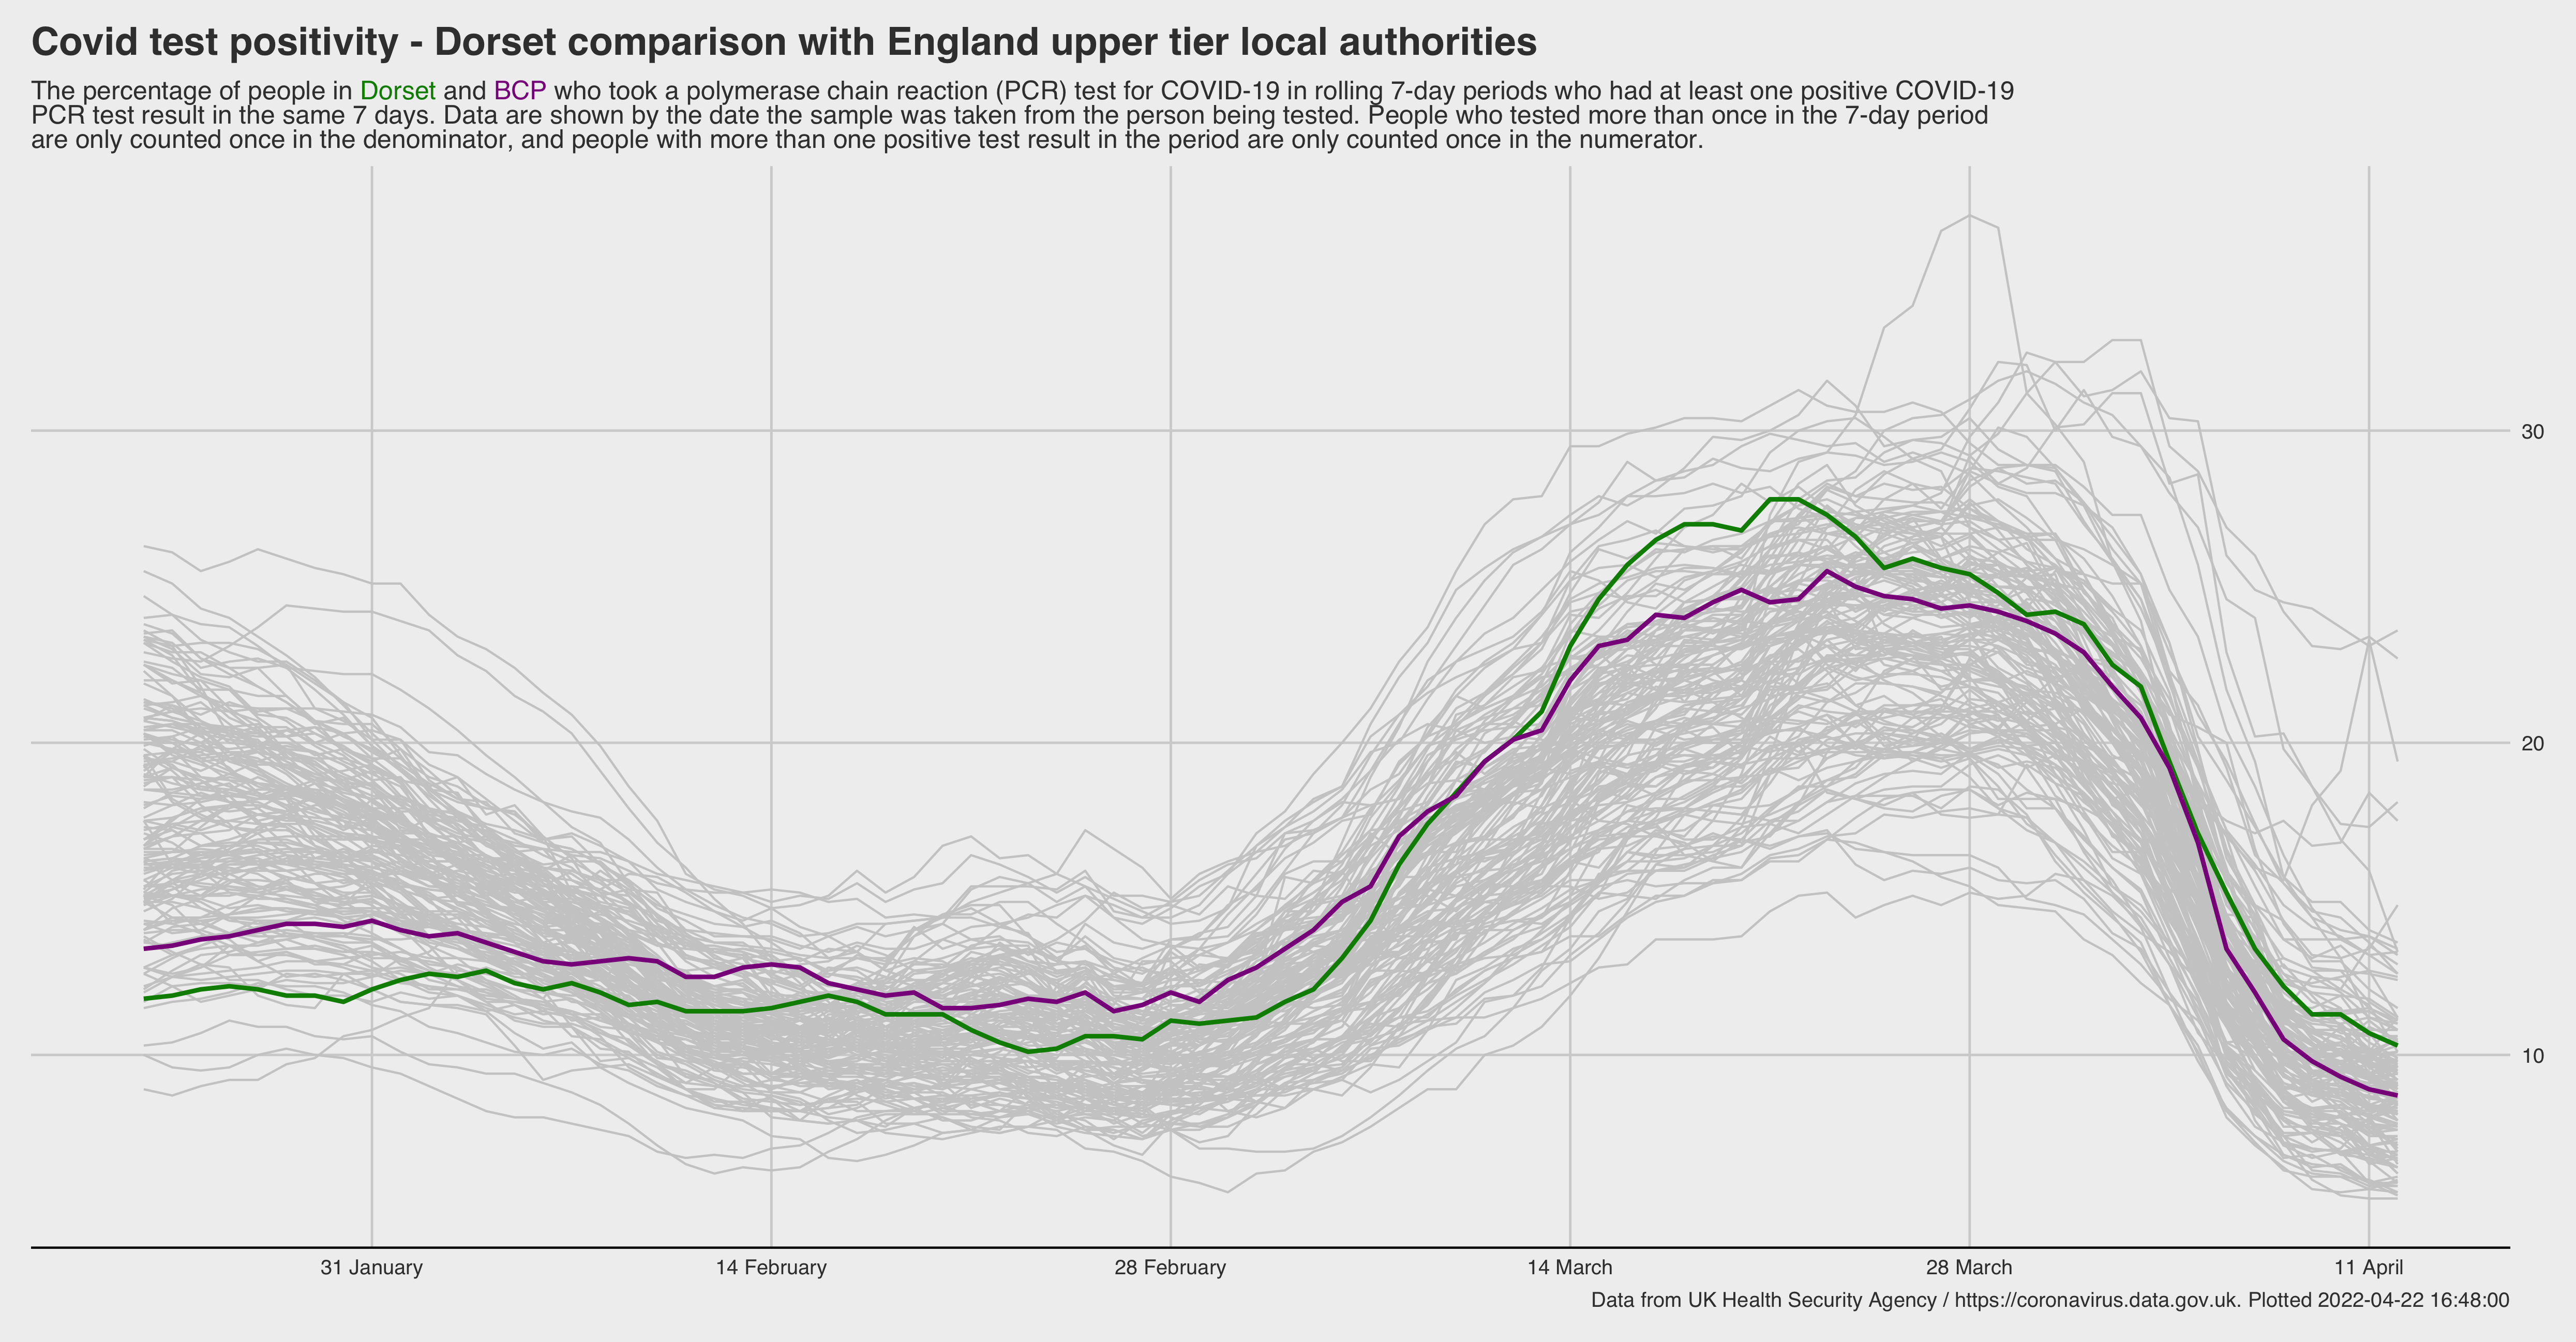 Covid test positivity - Dorset comparison with England upper tier local authorities
The percentage of people in Dorset and BCP who took a polymerase chain reaction (PCR) test for COVID-19 in rolling 7-day periods who had at least one positive COVID-19
PCR test result in the same 7 days. Data are shown by the date the sample was taken from the person being tested. People who tested more than once in the 7-day period
are only counted once in the denominator, and people with more than one positive test result in the period are only counted once in the numerator.
30
20
10
31 January
14 February
28 February
14 March
28 March
11 April
Data from UK Health Security Agency / https://coronavirus.data.gov.uk. Plotted 2022-04-22 16:48:00